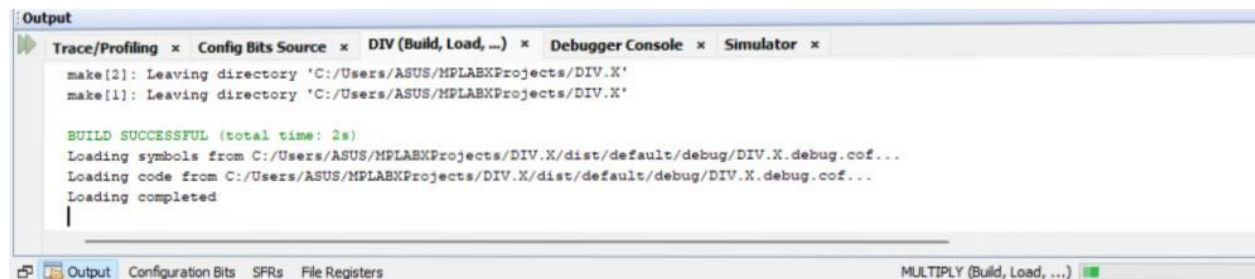 Output
Trace/Profiling × Config Bits Source × DIV (Build, Load, ...) × Debugger Console × Simulator ×
make[2]: Leaving directory 'C:/Users/ASUS/MPLABXProjects/DIV.X'
make[1]: Leaving directory 'C:/Users/ASUS/MPLABXProjects/DIV.X'
BUILD SUCCESSFUL (total time: 2s)
Loading symbols from C:/Users/ASUS/MPLABXProjects/DIV.X/dist/default/debug/DIV.X.debug.cof...
Loading code from C:/Users/ASUS/MPLABXProjects/DIV.X/dist/default/debug/DIV.X.debug.cof...
Loading completed
Output Configuration Bits SFRs File Registers MULTIPLY (Build, Load, ...)